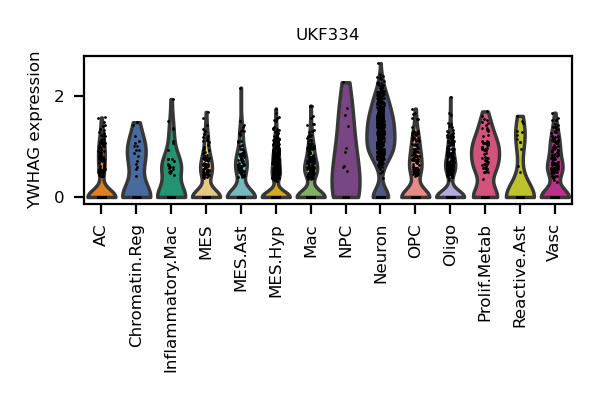 UKF334
YWHAG expression
2
0
AC
Chromatin.Reg
Inflammatory.Mac
MES
MES.Ast
MES.Hyp
Mac
NPC
Neuron
OPC
Oligo
Prolif.Metab
Reactive.Ast
Vasc